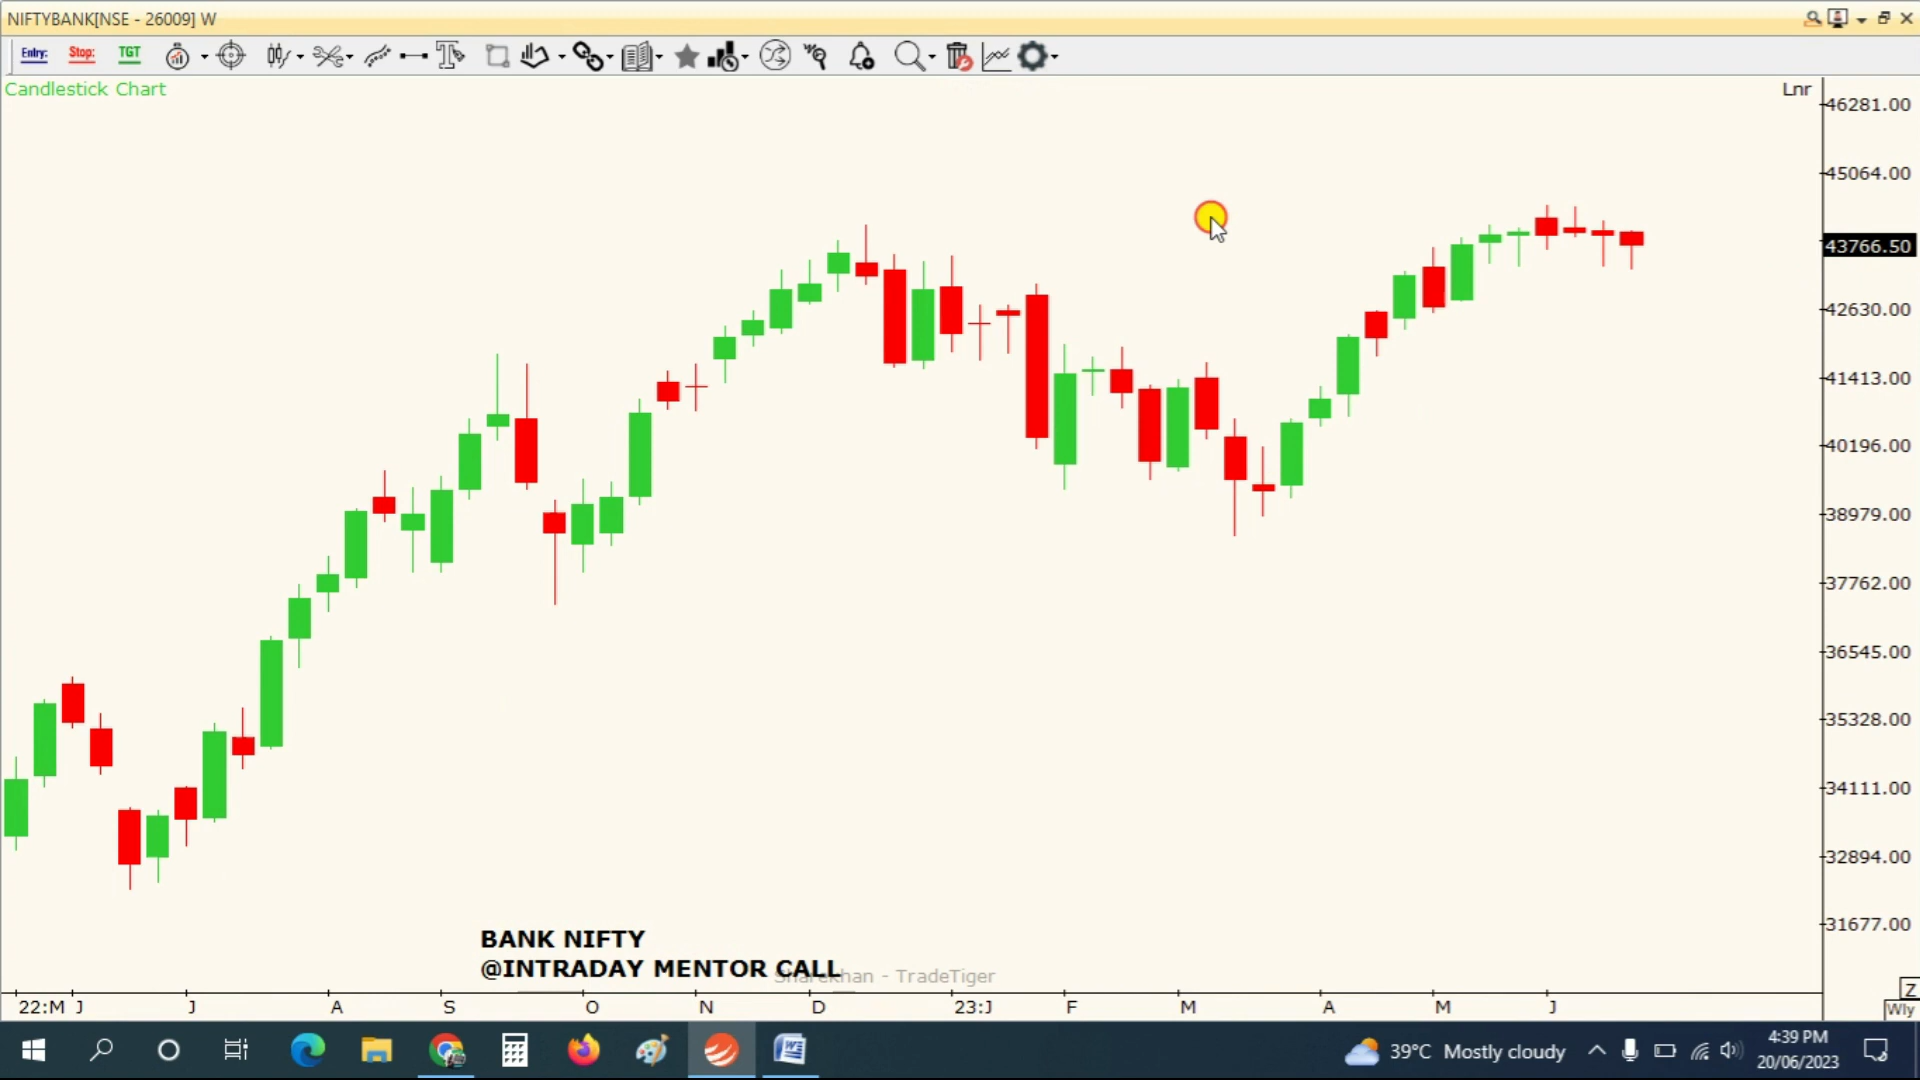 NIFTYBANK[NSE - 26009] W
Entry: Stop: TGT
Candlestick Chart
Lnr
46281.00
45064.00
43766.50
42630.00
41413.00
40196.00
38979.00
37762.00
36545.00
35328.00
34111.00
32894.00
31677.00
BANK NIFTY
@INTRADAY MENTOR CALL
Sharekhan - TradeTiger
Z
22:M J J A S O N D 23:J F M A M J
Wly
39°C Mostly cloudy
4:39 PM
20/06/2023